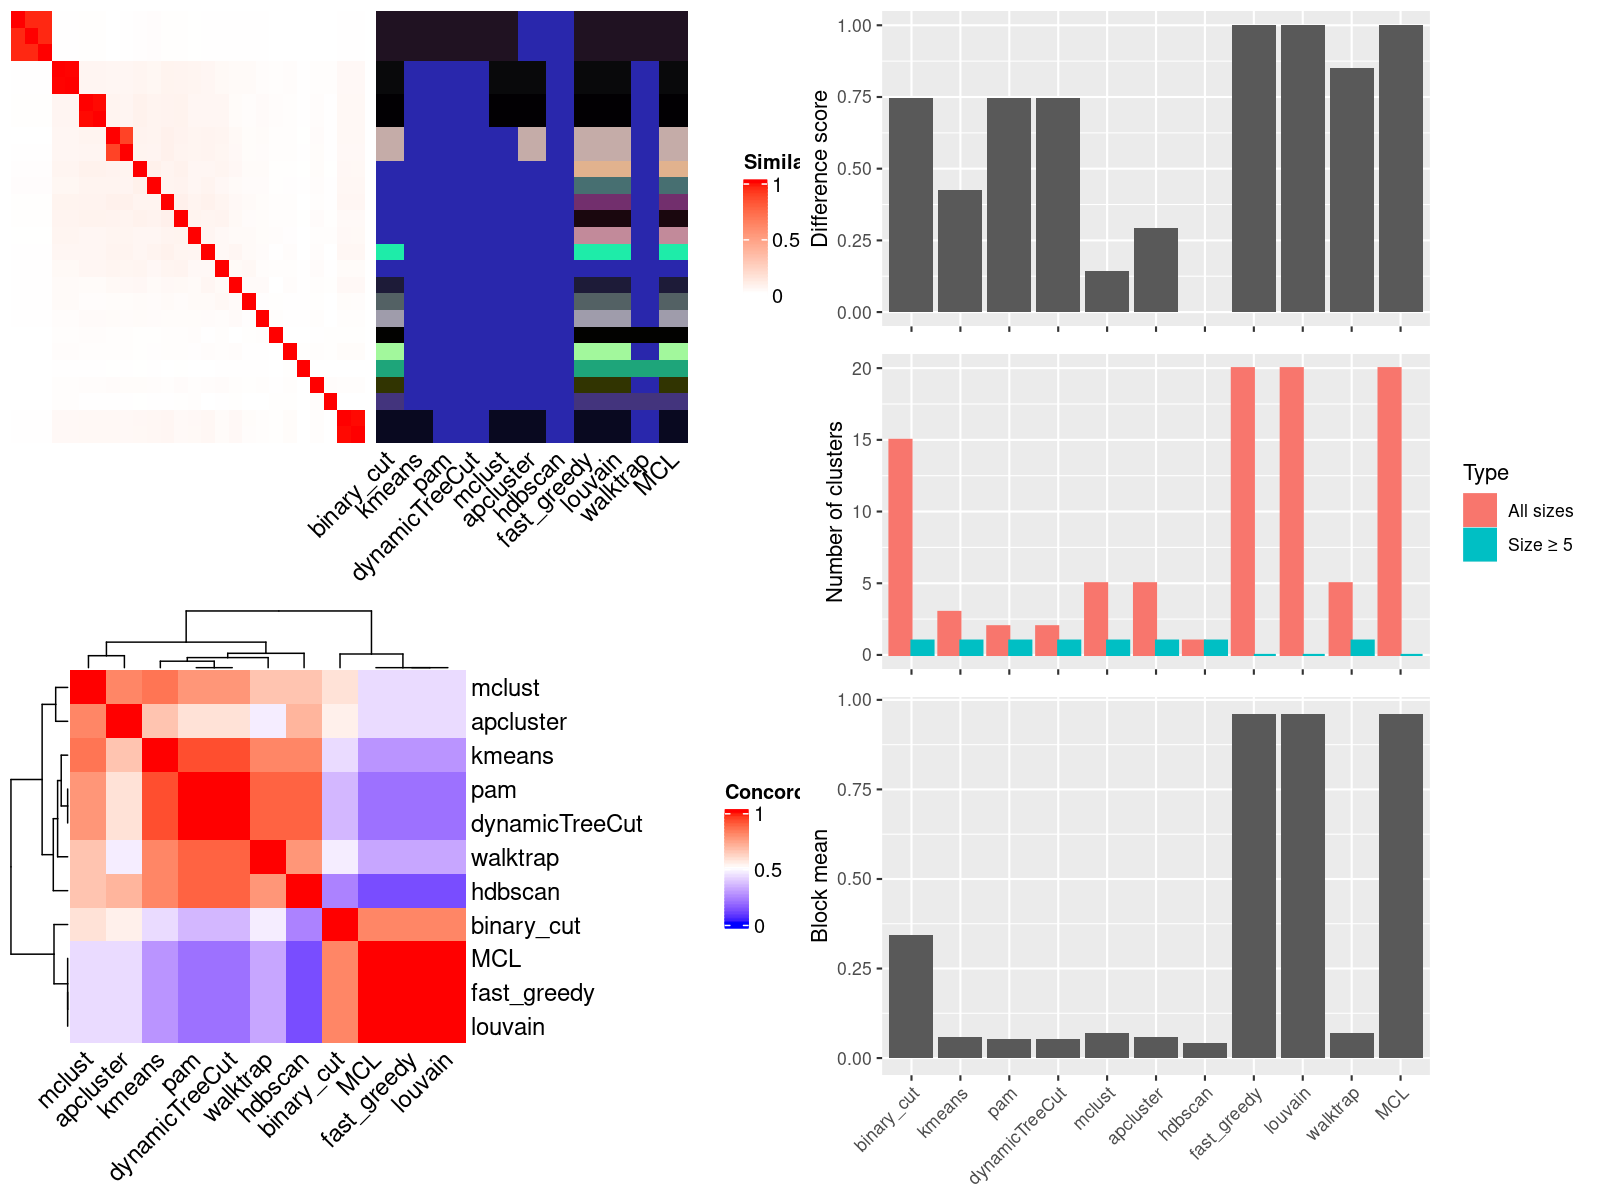 Simila
1
0.5
0
binary_cut
kmeans
pam
dynamicTreeCut
mclust
apcluster
hdbscan
fast_greedy
louvain
walktrap
MCL
mclust
apcluster
kmeans
pam
dynamicTreeCut
walktrap
hdbscan
binary_cut
MCL
fast_greedy
louvain
mclust
apcluster
kmeans
pam
dynamicTreeCut
walktrap
hdbscan
binary_cut
MCL
fast_greedy
louvain
Concord
1
0.5
0
Difference score
1.00
0.75
0.50
0.25
0.00
Number of clusters
20
15
10
5
0
Type
All sizes
Size ≥ 5
Block mean
1.00
0.75
0.50
0.25
0.00
binary_cut
kmeans
pam
dynamicTreeCut
mclust
apcluster
hdbscan
fast_greedy
louvain
walktrap
MCL